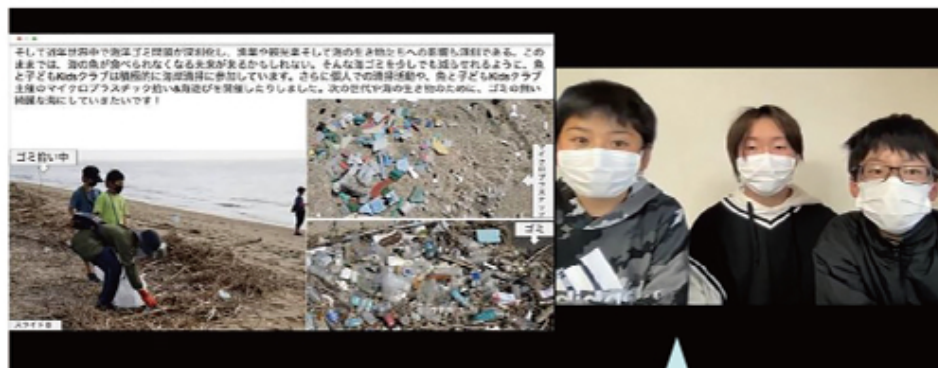 そして近年世界中で海洋ゴミ問題が深刻化し、漁業や観光業そして海の生き物たちへの影響も深刻である。この
ままでは、海の魚が食べられなくなる未来があるかもしれない。そんな海ゴミを少しでも減らせれるように、魚
と子どもKidsクラブは積極的に海岸清掃に参加しています。さらに個人での清掃活動や、魚と子どもKidsクラブ
主催のマイクロプラスチック拾い&海遊びを開催したりしました。次の世代や海の生き物のために、ゴミの無い
綺麗な海にしていきたいです！
ゴミ拾い中
マイクロプラスチック
ゴミ